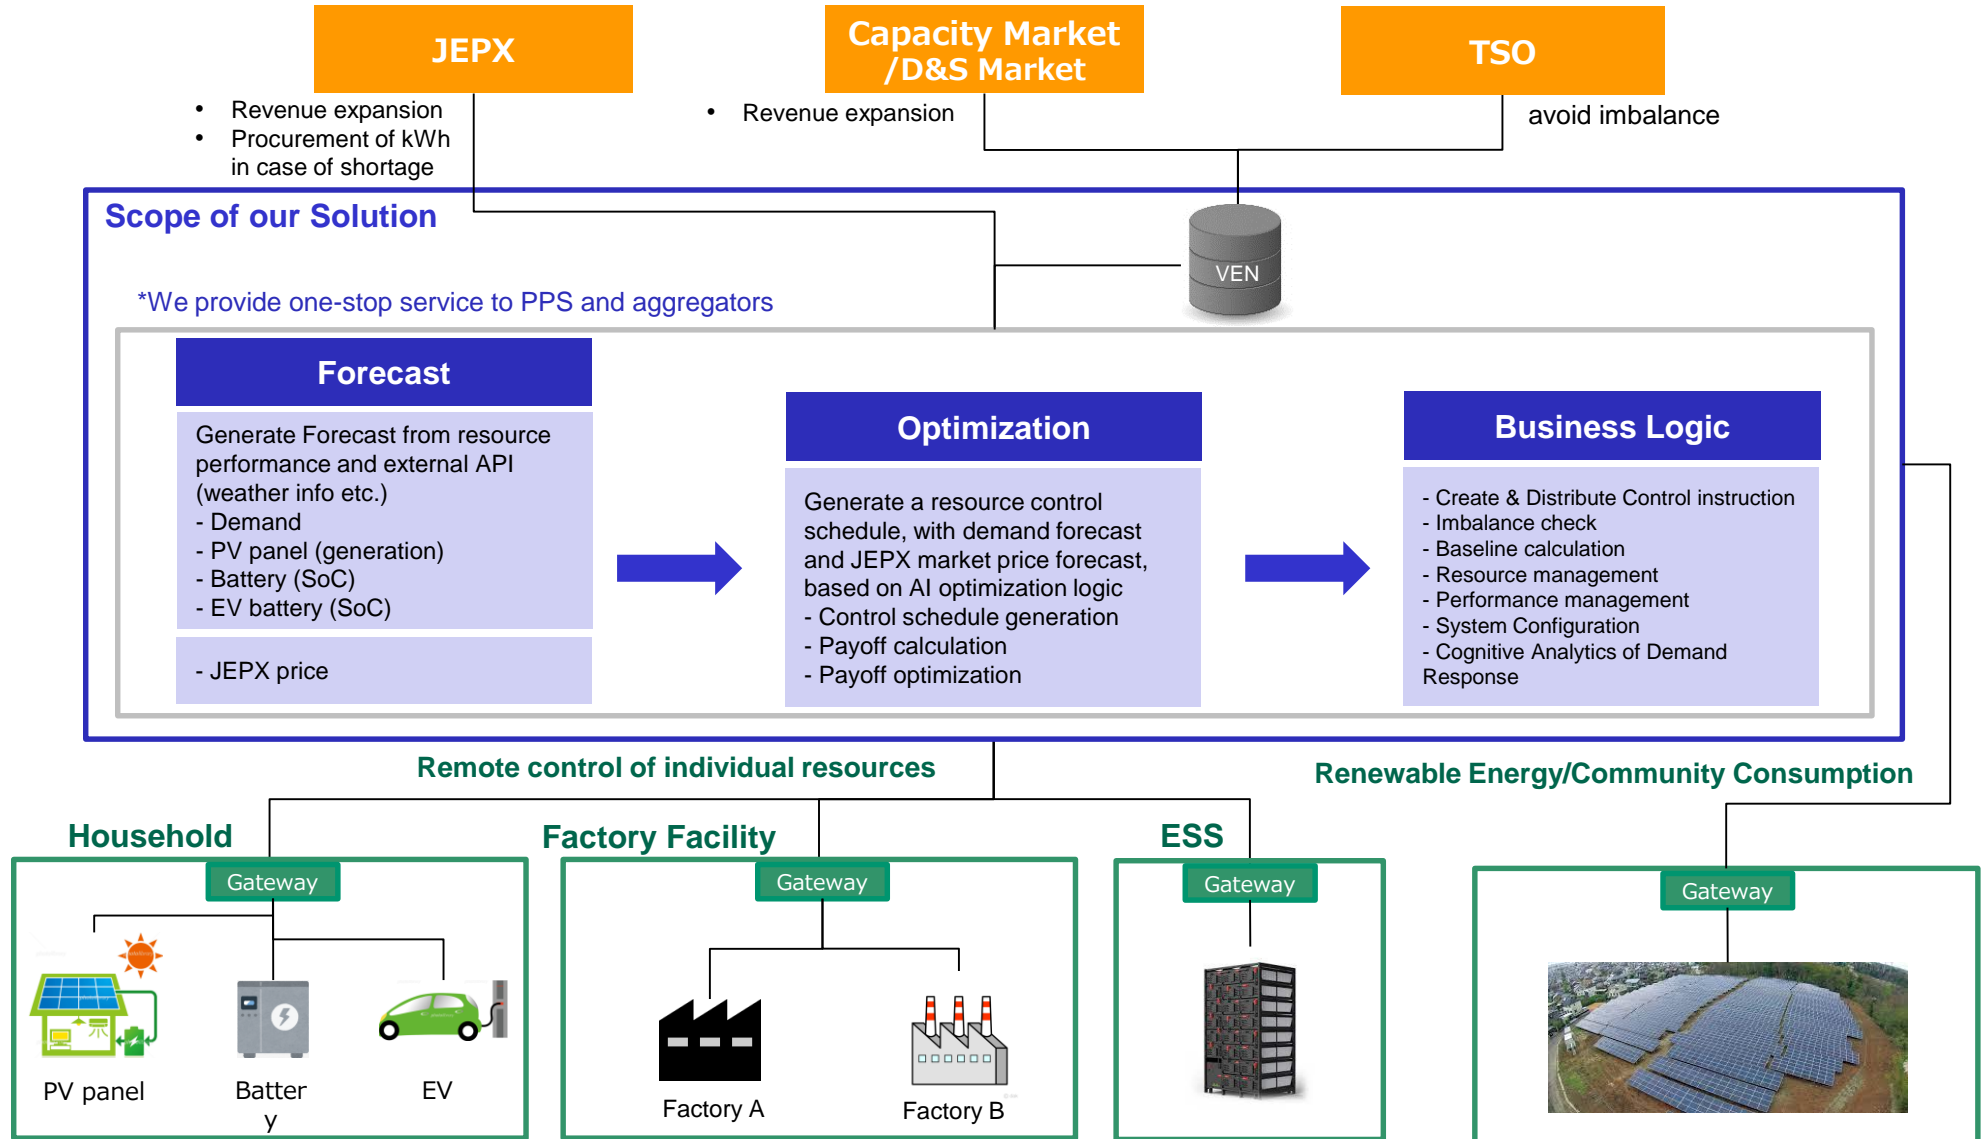 JEPX
Capacity Market
/D&S Market
TSO
• Revenue expansion
• Procurement of kWh
in case of shortage
• Revenue expansion
avoid imbalance
Scope of our Solution
VEN
*We provide one-stop service to PPS and aggregators
Forecast
Generate Forecast from resource
performance and external API
(weather info etc.)
- Demand
- PV panel (generation)
- Battery (SoC)
- EV battery (SoC)
- JEPX price
Optimization
Generate a resource control
schedule, with demand forecast
and JEPX market price forecast,
based on AI optimization logic
- Control schedule generation
- Payoff calculation
- Payoff optimization
Business Logic
- Create & Distribute Control instruction
- Imbalance check
- Baseline calculation
- Resource management
- Performance management
- System Configuration
- Cognitive Analytics of Demand
Response
Remote control of individual resources
Renewable Energy/Community Consumption
Household
Gateway
PV panel
Batter
y
EV
Factory Facility
Gateway
Factory A
Factory B
ESS
Gateway
Gateway